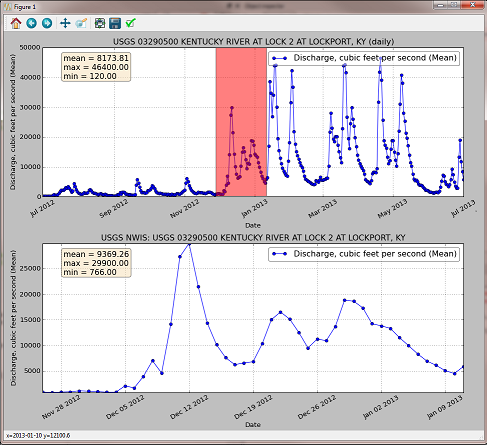 Figure 1
USGS 03290500 KENTUCKY RIVER AT LOCK 2 AT LOCKPORT, KY (daily)
50000
40000
30000
20000
10000
0
Discharge, cubic feet per second (Mean)
mean = 8173.81
max = 46400.00
min = 120.00
Discharge, cubic feet per second (Mean)
Jul 2012
Sep 2012
Nov 2012
Jan 2013
Mar 2013
May 2013
Jul 2013
Date
USGS NWIS: USGS 03290500 KENTUCKY RIVER AT LOCK 2 AT LOCKPORT, KY
25000
20000
15000
10000
5000
Discharge, cubic feet per second (Mean)
mean = 9369.26
max = 29900.00
min = 766.00
Discharge, cubic feet per second (Mean)
Nov 28 2012
Dec 05 2012
Dec 12 2012
Dec 19 2012
Dec 26 2012
Jan 02 2013
Jan 09 2013
Date
x=2013-01-10 y=12100.6